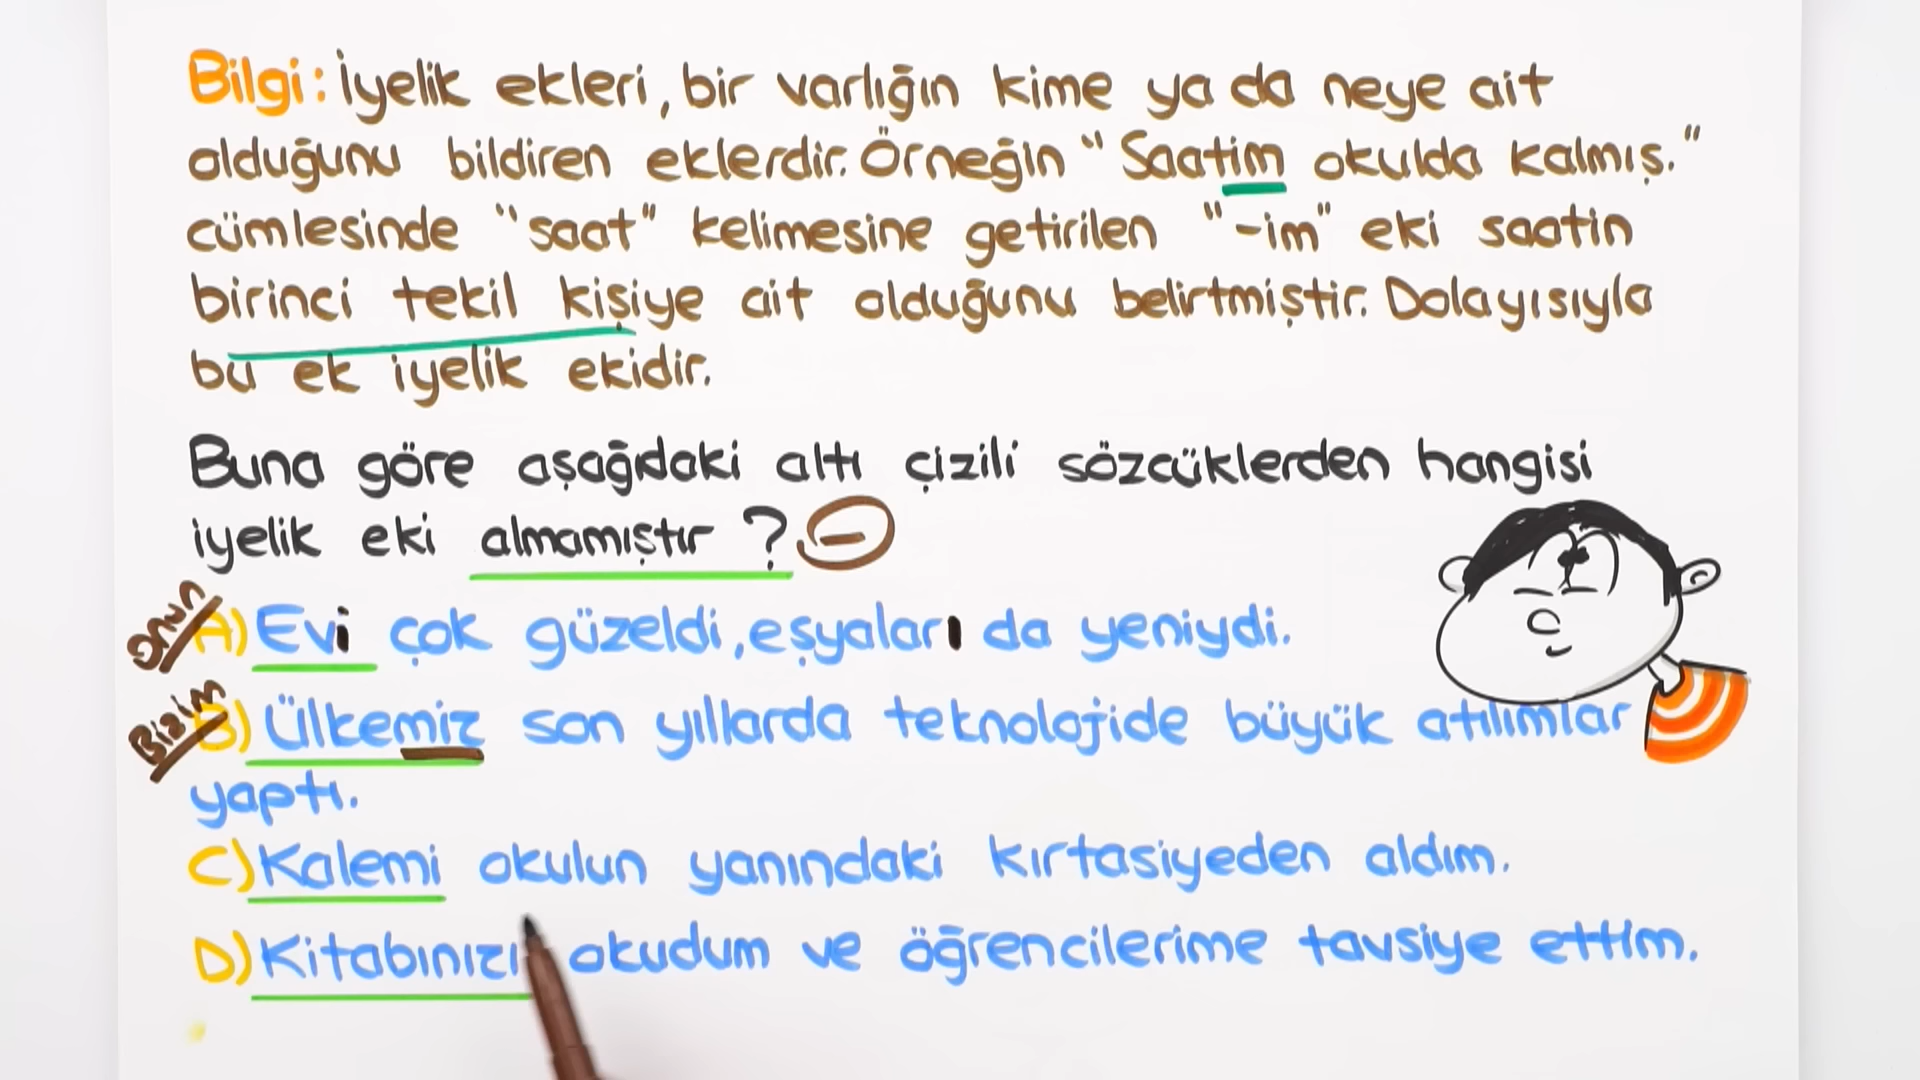 Bilgi: İyelik ekleri, bir varlığın kime ya da neye ait
olduğunu bildiren eklerdir. Örneğin "Saatim okulda kalmış."
cümlesinde "saat" kelimesine getirilen "-im" eki saatin
birinci tekil kişiye ait olduğunu belirtmiştir. Dolayısıyla
bu ek iyelik ekidir.
Buna göre aşağıdaki altı çizili sözcüklerden hangisi
iyelik eki almamıştır ? -
Onun
A) Evi çok güzeldi, eşyaları da yeniydi.
Bizim
B) Ülkemiz son yıllarda teknolojide büyük atılımlar
yaptı.
C) Kalemi okulun yanındaki kırtasiyeden aldım.
D) Kitabınızı okudum ve öğrencilerime tavsiye ettim.